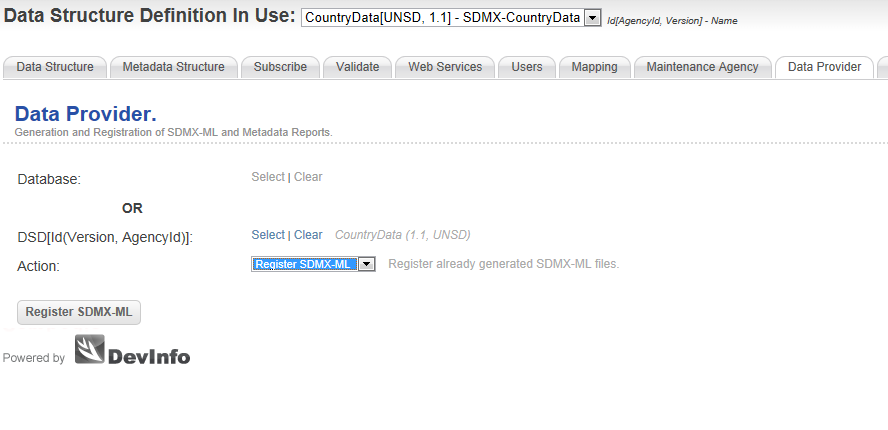 Data Structure Definition In Use: CountryData[UNSD, 1.1] - SDMX-CountryData Id[AgencyId, Version] - Name
Data Structure Metadata Structure Subscribe Validate Web Services Users Mapping Maintenance Agency Data Provider
Data Provider.
Generation and Registration of SDMX-ML and Metadata Reports.
Database: Select | Clear
OR
DSD[Id(Version, AgencyId)]: Select | Clear CountryData (1.1, UNSD)
Action: Register SDMX-ML Register already generated SDMX-ML files.
Register SDMX-ML
Powered by DevInfo